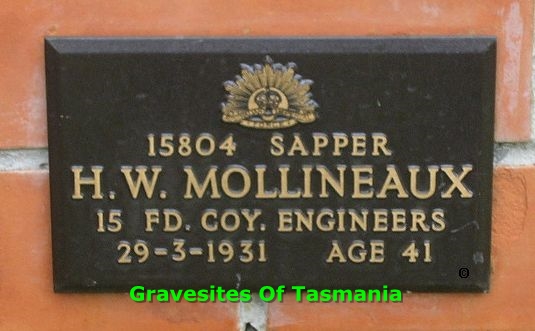 15804 SAPPER
H. W. MOLLINEAUX
15 FD. COY. ENGINEERS
29-3-1931 AGE 41
©
Gravesites Of Tasmania